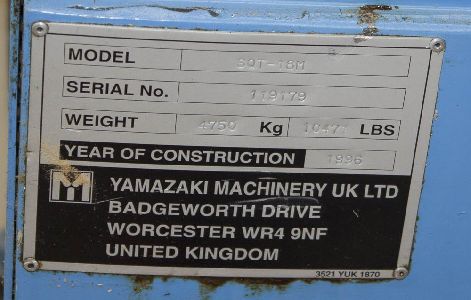 MODEL SQT-18M
SERIAL No. 119179
WEIGHT 4750 Kg 10471 LBS
YEAR OF CONSTRUCTION 1996
YAMAZAKI MACHINERY UK LTD
BADGEWORTH DRIVE
WORCESTER WR4 9NF
UNITED KINGDOM
3521 YUK 1870